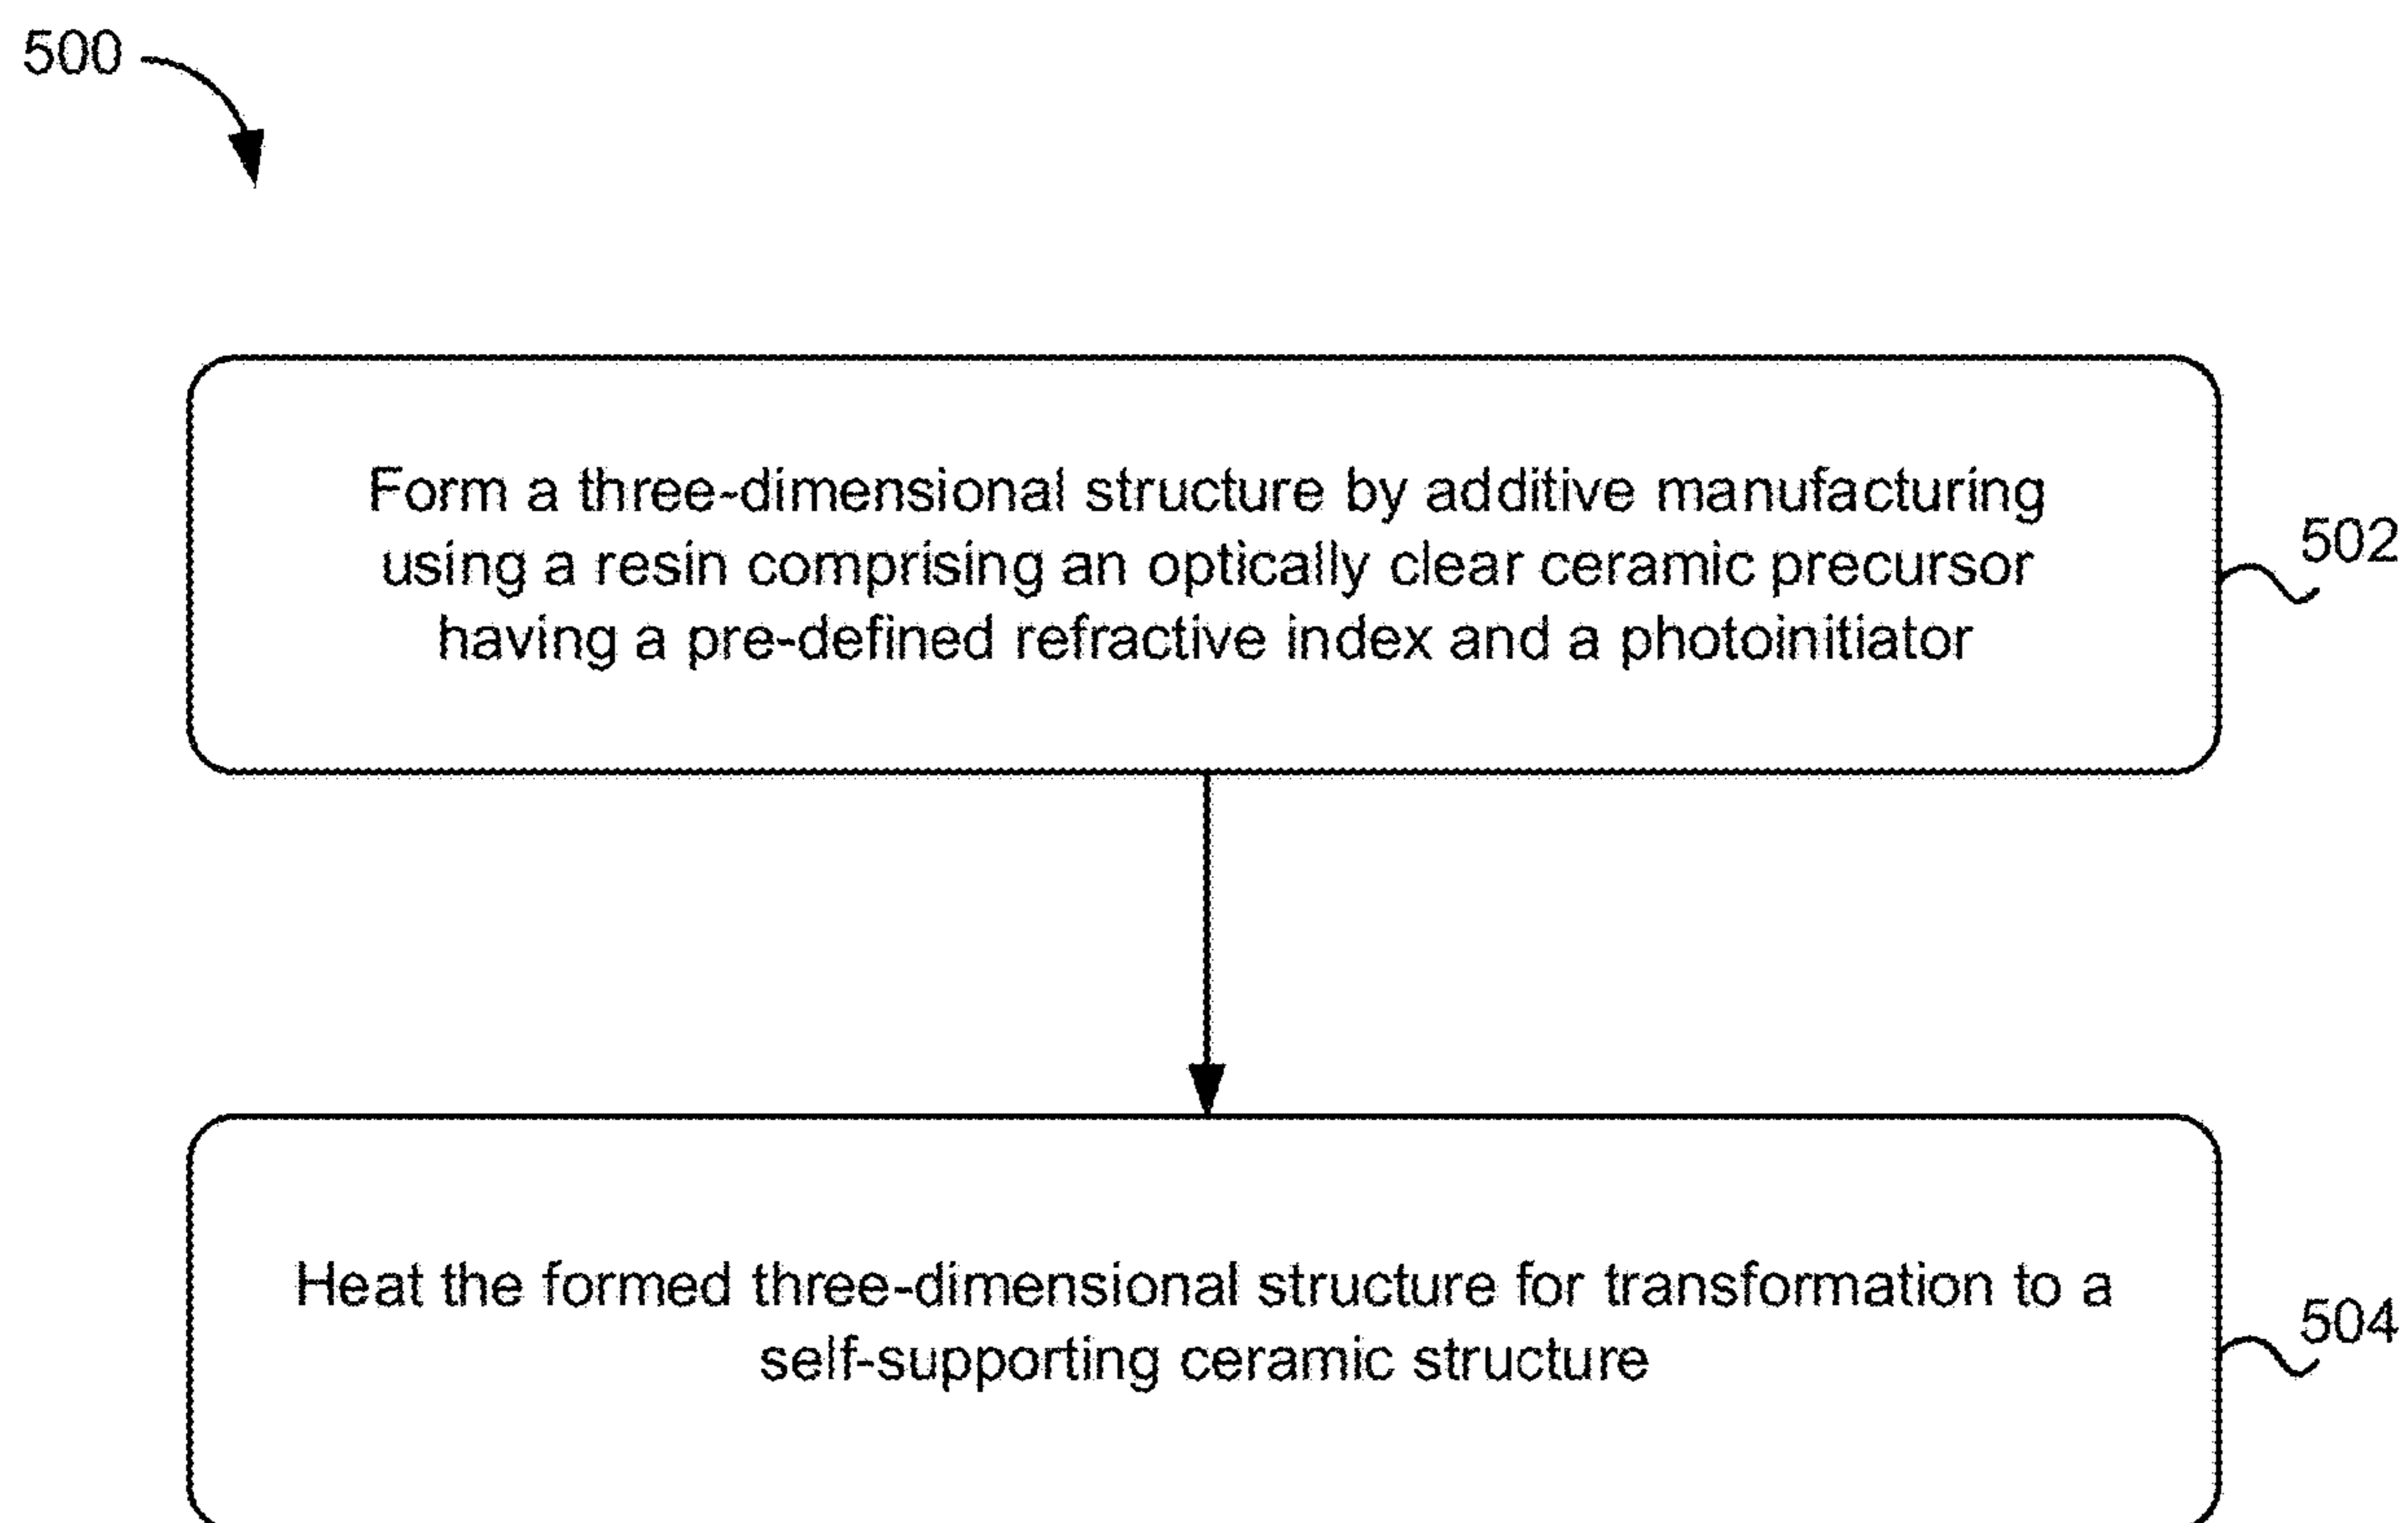 500
Form a three-dimensional structure by additive manufacturing
using a resin comprising an optically clear ceramic precursor
having a pre-defined refractive index and a photoinitiator
502
Heat the formed three-dimensional structure for transformation to a
self-supporting ceramic structure
504